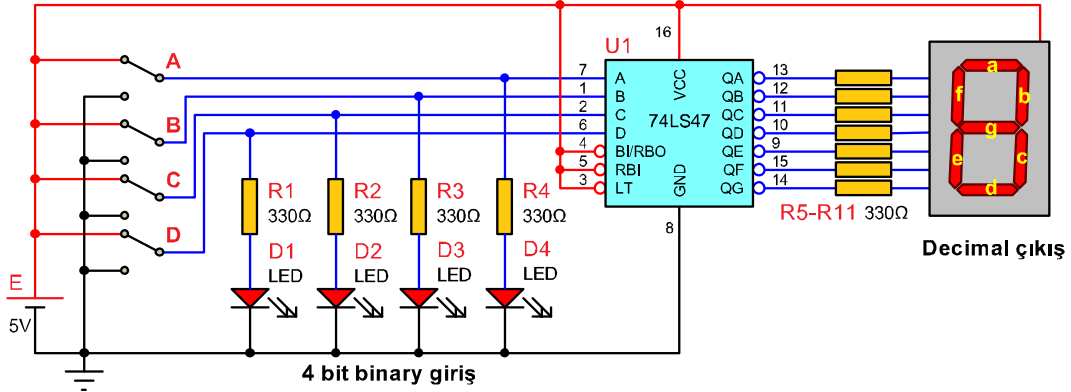 A
B
C
D
E
5V
R1
330Ω
D1
LED
R2
330Ω
D2
LED
R3
330Ω
D3
LED
R4
330Ω
D4
LED
4 bit binary giriş
U1
16
VCC
74LS47
GND
8
7 A
1 B
2 C
6 D
4 BI/RBO
5 RBI
3 LT
QA 13
QB 12
QC 11
QD 10
QE 9
QF 15
QG 14
R5-R11 330Ω
a
f b
g
e c
d
Decimal çıkış